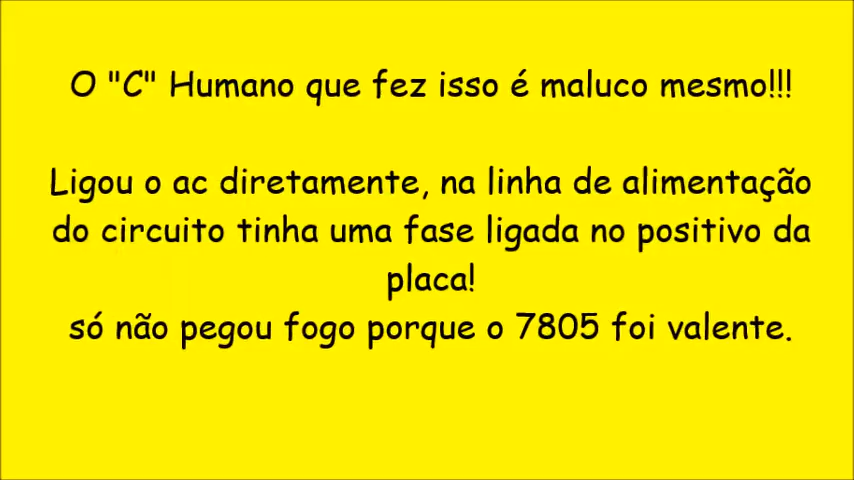 O "C" Humano que fez isso é maluco mesmo!!!
Ligou o ac diretamente, na linha de alimentação
do circuito tinha uma fase ligada no positivo da
placa!
só não pegou fogo porque o 7805 foi valente.